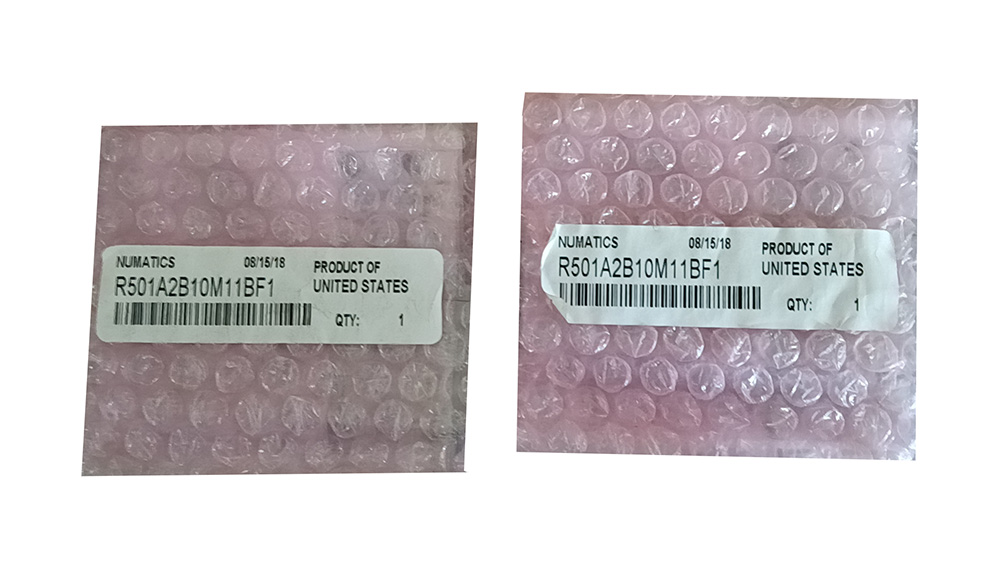 NUMATICS 08/15/18 PRODUCT OF
R501A2B10M11BF1 UNITED STATES
QTY: 1
NUMATICS 08/15/18 PRODUCT OF
R501A2B10M11BF1 UNITED STATES
QTY: 1